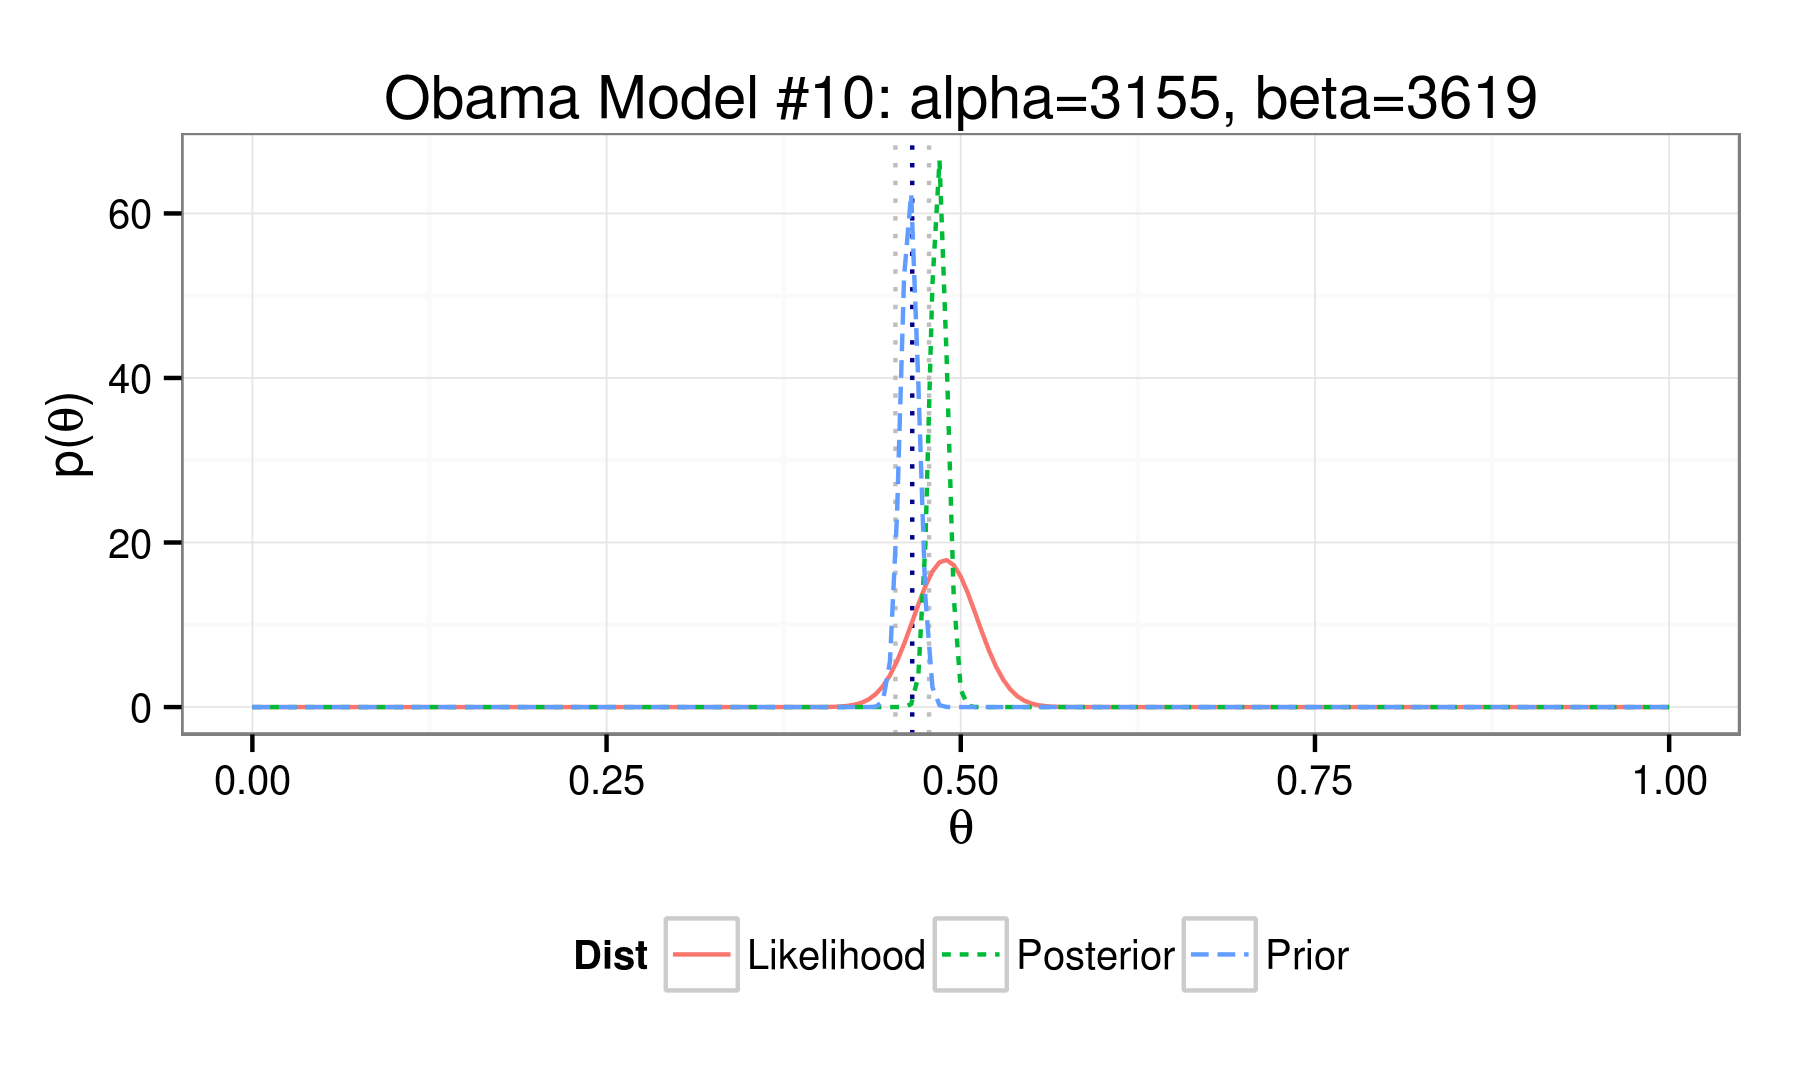 Obama Model #10: alpha=3155, beta=3619
p(θ)
60
40
20
0
0.00 0.25 0.50 0.75 1.00
θ
Dist Likelihood Posterior Prior